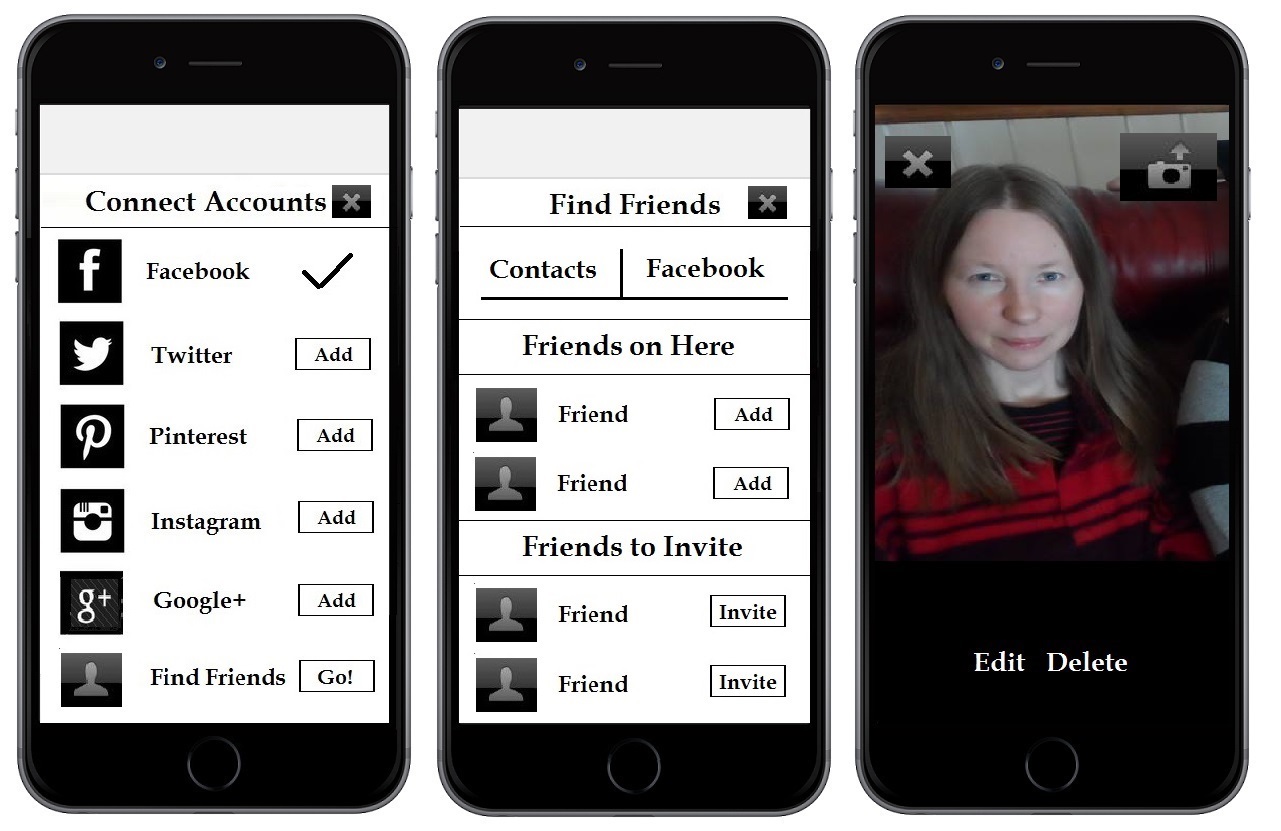 Connect Accounts
f Facebook
Twitter Add
Pinterest Add
Instagram Add
g+ Google+ Add
Find Friends Go!
Find Friends
Contacts Facebook
Friends on Here
Friend Add
Friend Add
Friends to Invite
Friend Invite
Friend Invite
Edit Delete